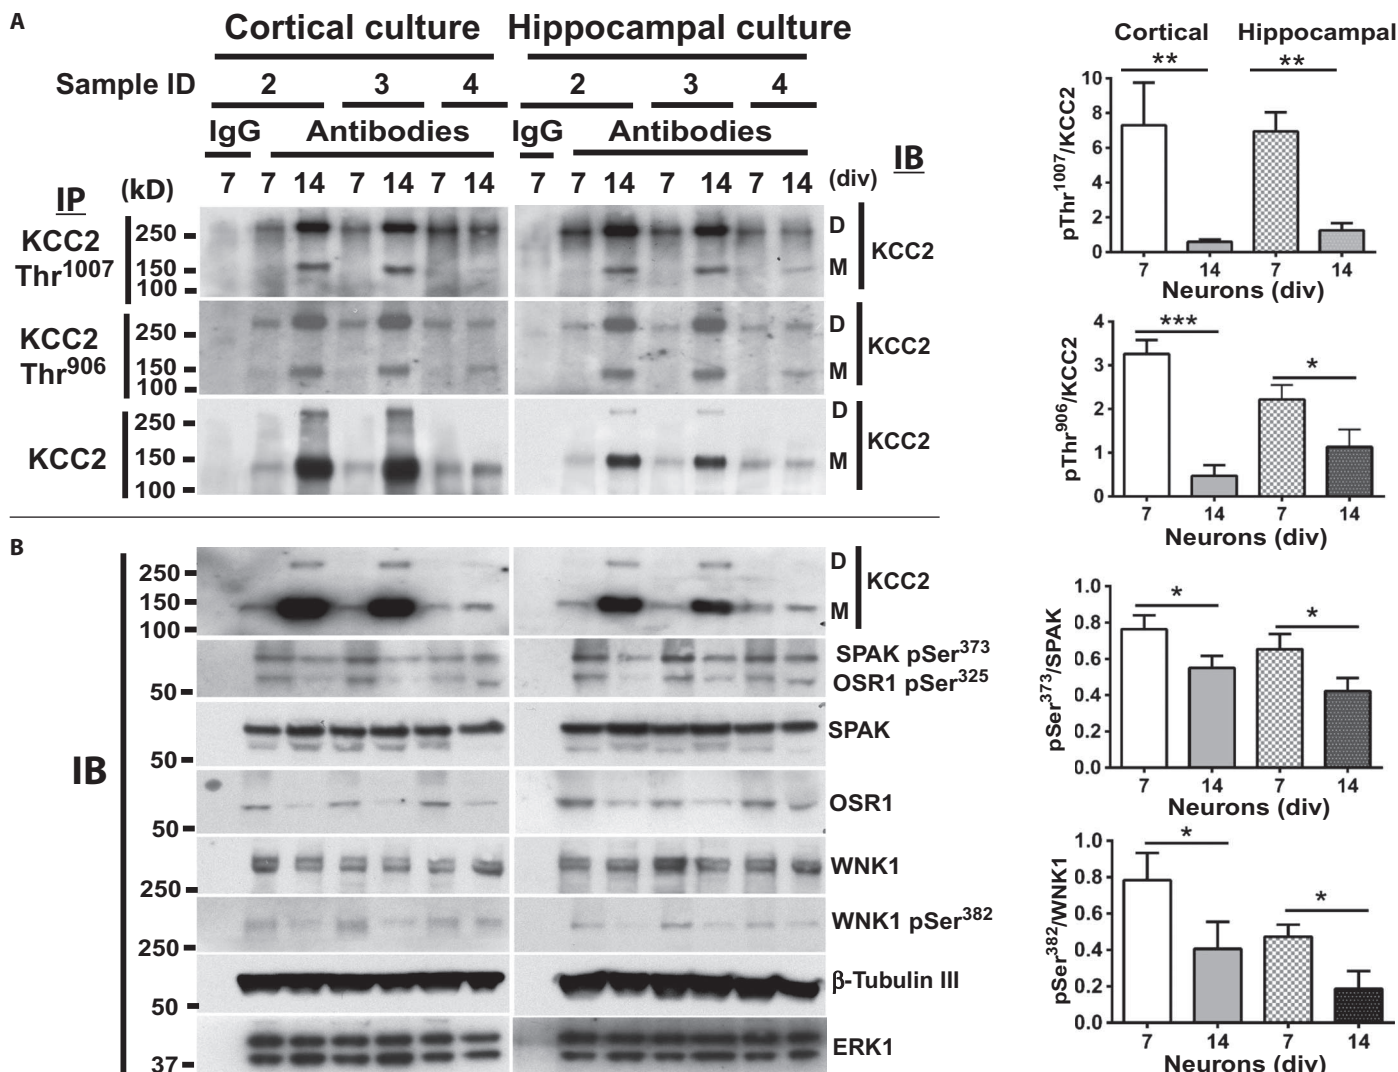 A
Cortical culture Hippocampal culture
Sample ID 2 3 4 2 3 4
IgG Antibodies IgG Antibodies
IP (kD) 7 7 14 7 14 7 14 7 7 14 7 14 7 14 (div) IB
KCC2 Thr1007
250
150
100
D
M
KCC2
KCC2 Thr906
250
150
100
D
M
KCC2
KCC2
250
150
100
D
M
KCC2
B
IB
250
150
100
D
M
KCC2
50
SPAK pSer373
OSR1 pSer325
50
SPAK
50
OSR1
250
WNK1
250
WNK1 pSer382
50
β-Tubulin III
37
ERK1
Cortical Hippocampal
** **
pThr1007/KCC2
10
8
6
4
2
0
7 14 7 14
Neurons (div)
*** *
pThr906/KCC2
4
3
2
1
0
7 14 7 14
Neurons (div)
* *
pSer373/SPAK
1.0
0.8
0.6
0.4
0.2
0.0
7 14 7 14
Neurons (div)
* *
pSer382/WNK1
1.0
0.8
0.6
0.4
0.2
0.0
7 14 7 14
Neurons (div)